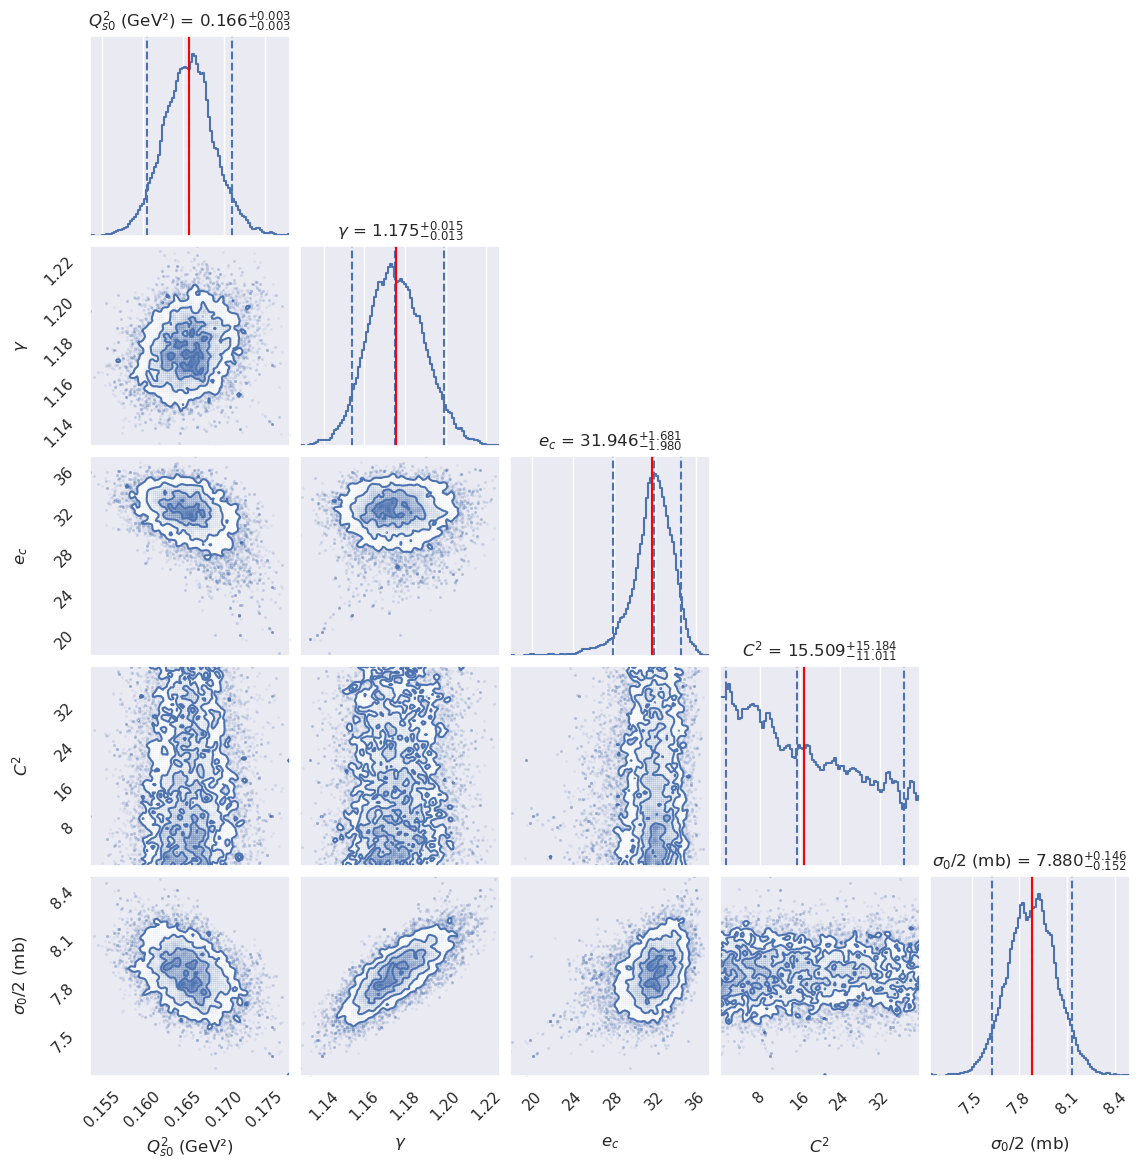 Q²ₛ₀ (GeV²) = 0.166⁺⁰·⁰⁰³₋₀.₀₀₃
γ = 1.175⁺⁰·⁰¹⁵₋₀.₀₁₃
1.22
1.20
1.18
1.16
1.14
γ
e_c = 31.946⁺¹·⁶⁸¹₋₁.₉₈₀
36
32
28
24
20
e_c
C² = 15.509⁺¹⁵·¹⁸⁴₋₁₁.₀₁₁
32
24
16
8
C²
σ₀/2 (mb) = 7.880⁺⁰·¹⁴⁶₋₀.₁₅₂
8.4
8.1
7.8
7.5
σ₀/2 (mb)
0.155 0.160 0.165 0.170 0.175
1.14 1.16 1.18 1.20 1.22
20 24 28 32 36
8 16 24 32
7.5 7.8 8.1 8.4
Q²ₛ₀ (GeV²)
γ
e_c
C²
σ₀/2 (mb)